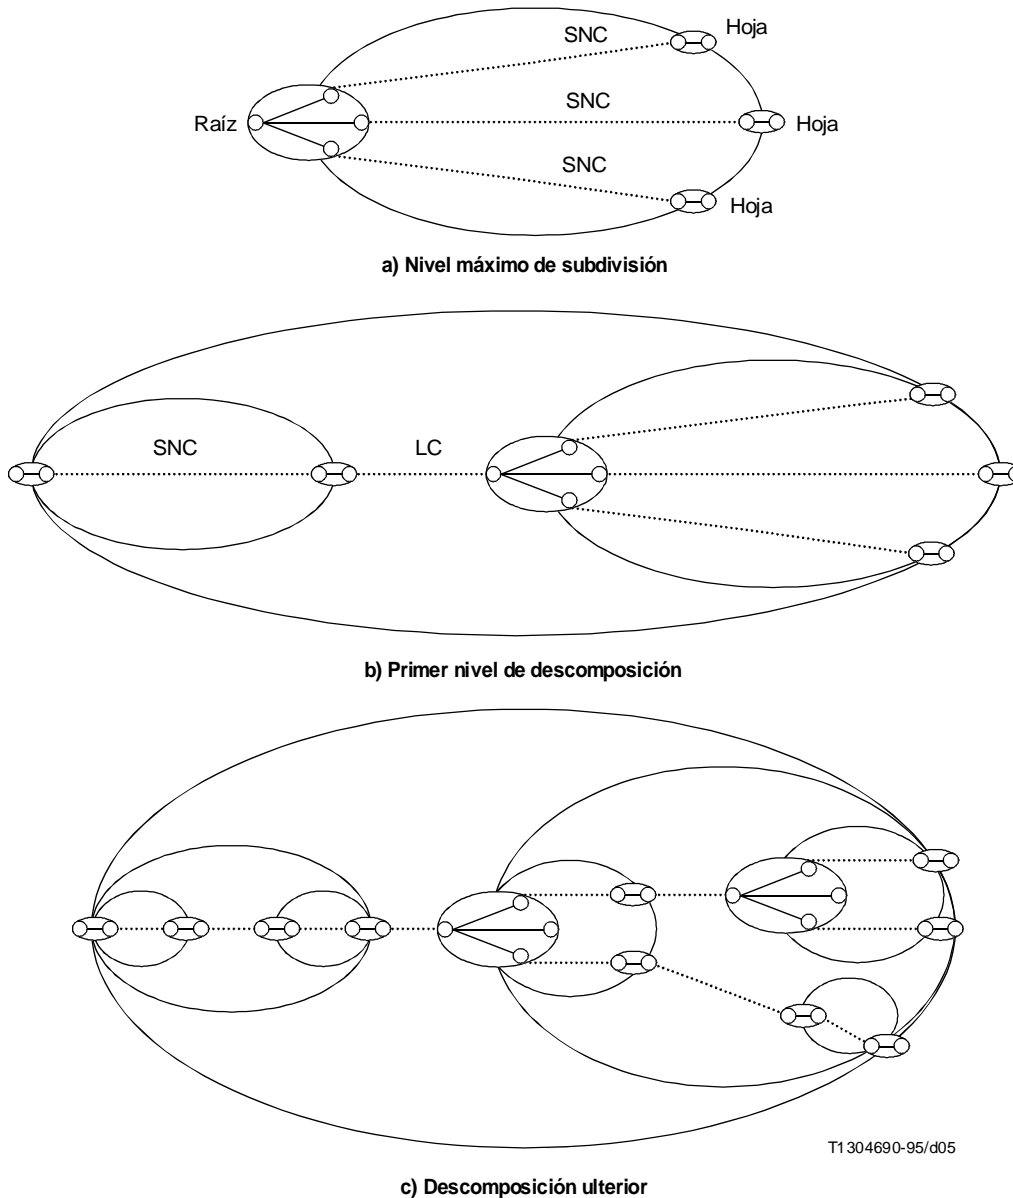 SNC
Hoja
SNC
Raíz
Hoja
SNC
Hoja
a) Nivel máximo de subdivisión
SNC
LC
b) Primer nivel de descomposición
T1304690-95/d05
c) Descomposición ulterior